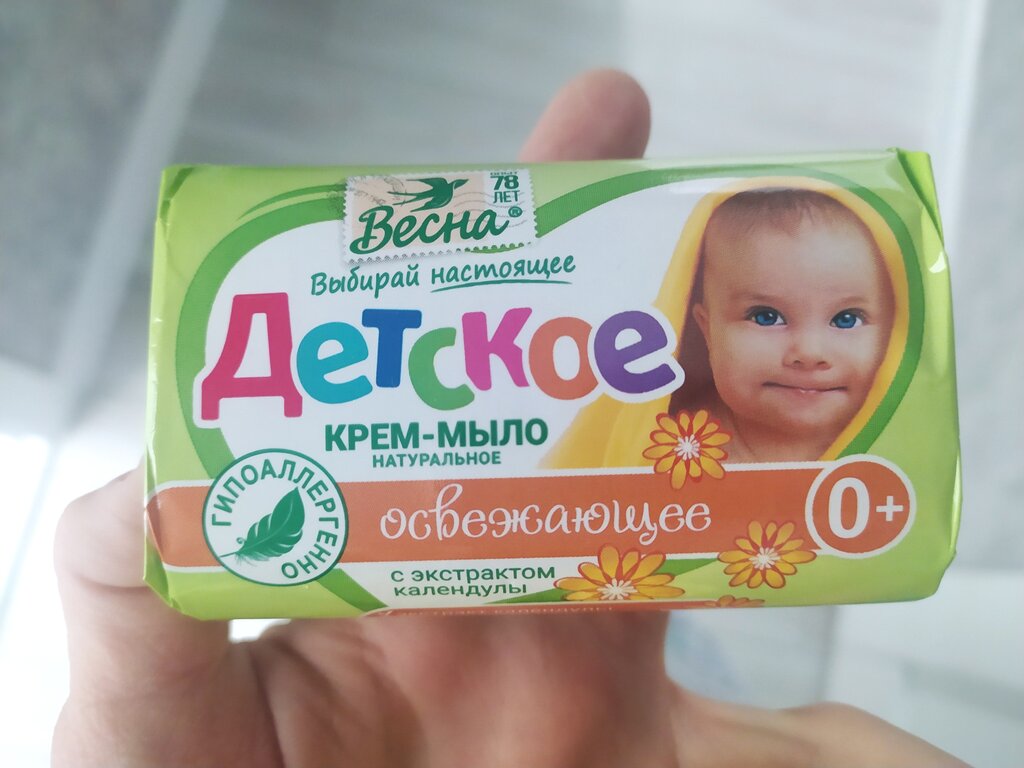 78
ЛЕТ
Весна®
Выбирай настоящее
Детское
КРЕМ-МЫЛО
НАТУРАЛЬНОЕ
ГИПОАЛЛЕРГЕННО
освежающее
0+
с экстрактом
календулы